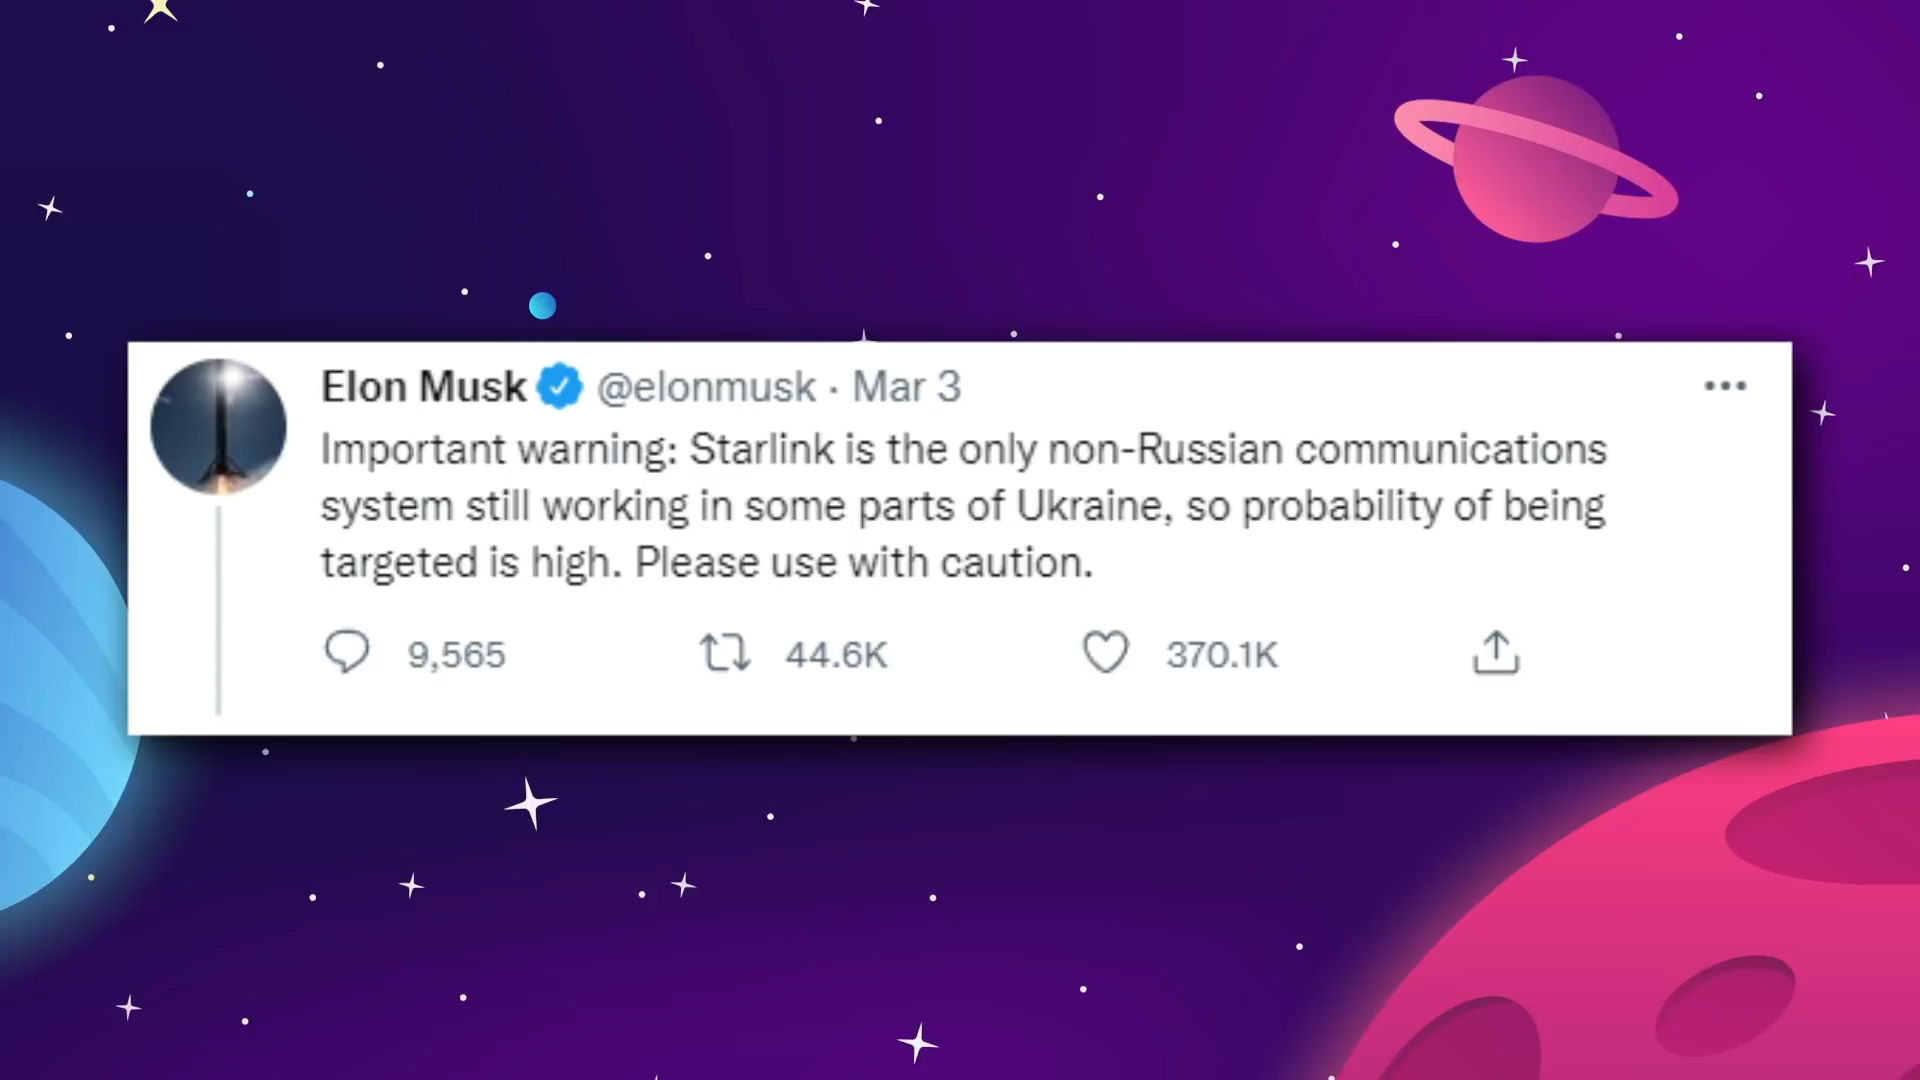 Elon Musk @elonmusk · Mar 3
Important warning: Starlink is the only non-Russian communications
system still working in some parts of Ukraine, so probability of being
targeted is high. Please use with caution.
9,565 44.6K 370.1K